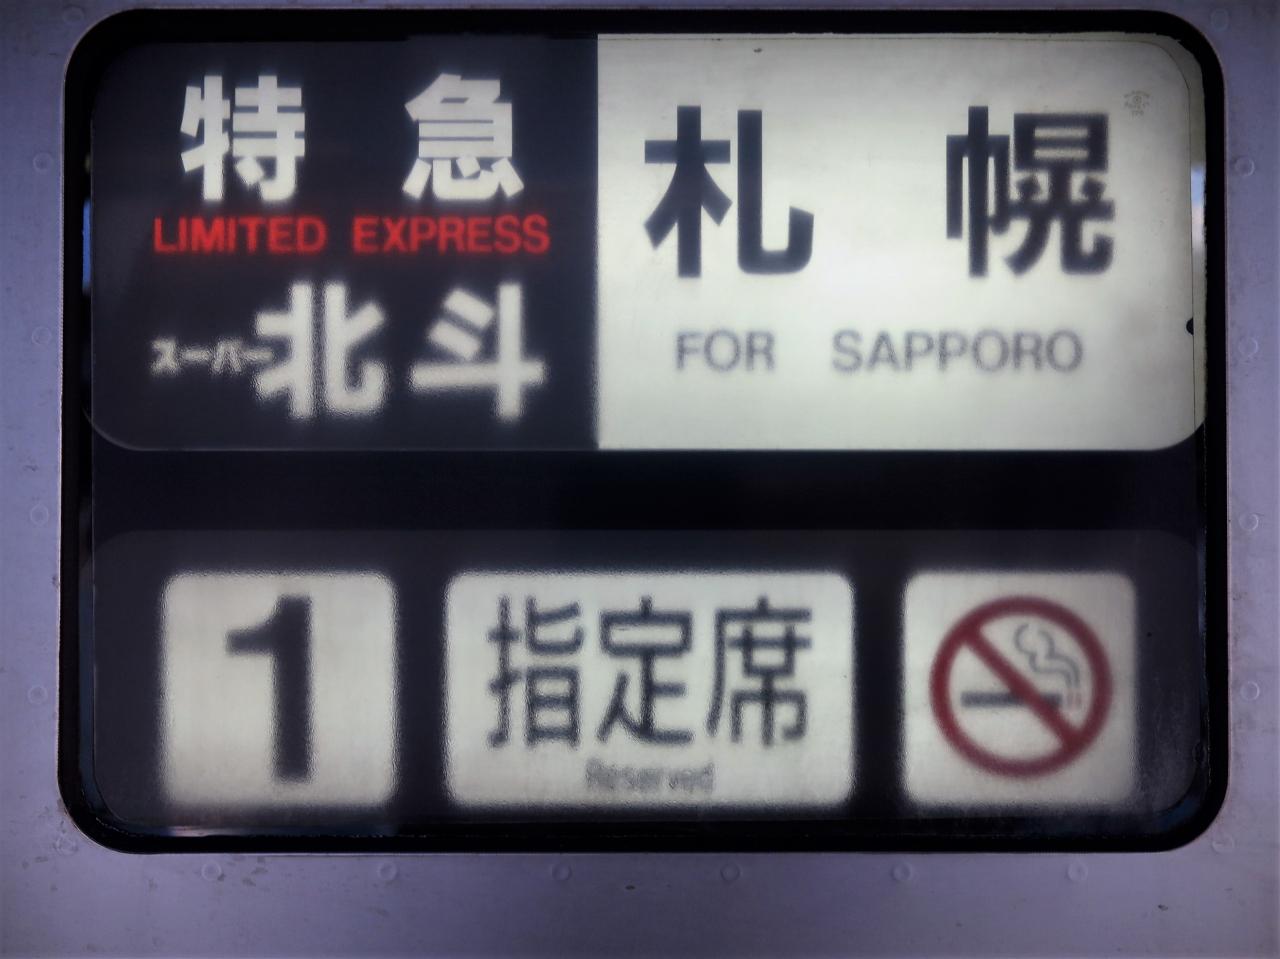 特急
LIMITED EXPRESS
スーパー北斗
札幌
FOR SAPPORO
1
指定席
Reserved